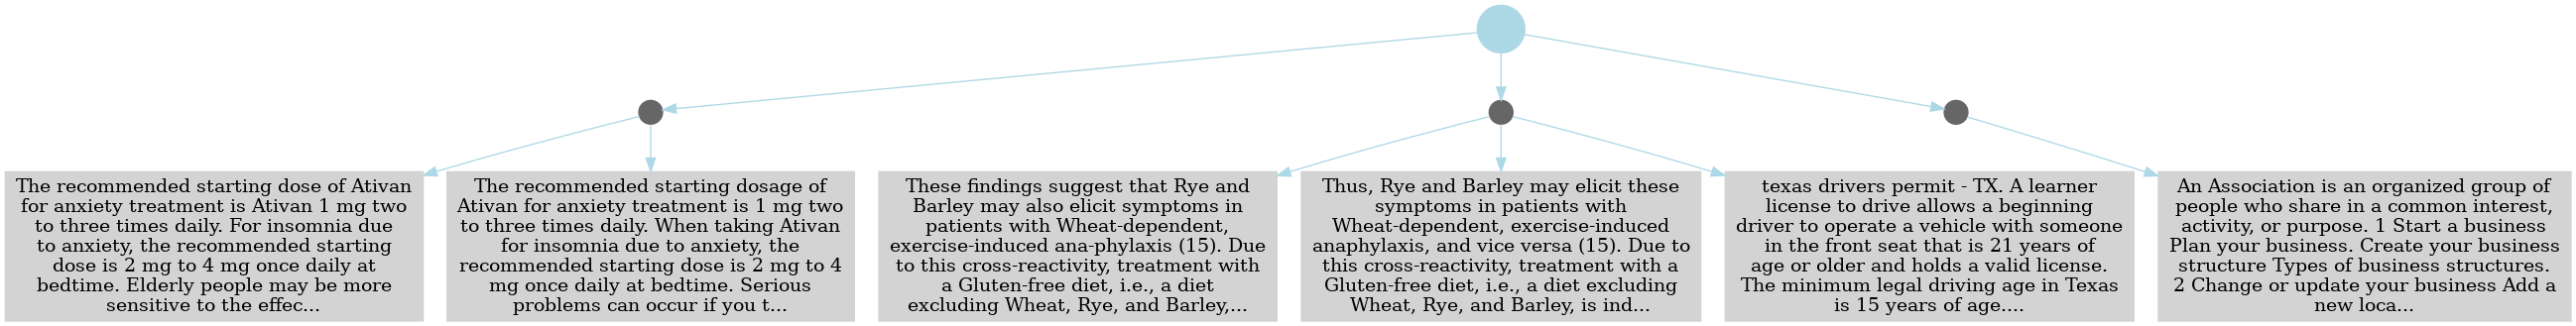 The recommended starting dose of Ativan
for anxiety treatment is Ativan 1 mg two
to three times daily. For insomnia due
to anxiety, the recommended starting
dose is 2 mg to 4 mg once daily at
bedtime. Elderly people may be more
sensitive to the effec...
The recommended starting dosage of
Ativan for anxiety treatment is 1 mg two
to three times daily. When taking Ativan
for insomnia due to anxiety, the
recommended starting dose is 2 mg to 4
mg once daily at bedtime. Serious
problems can occur if you t...
These findings suggest that Rye and
Barley may also elicit symptoms in
patients with Wheat-dependent,
exercise-induced ana-phylaxis (15). Due
to this cross-reactivity, treatment with
a Gluten-free diet, i.e., a diet
excluding Wheat, Rye, and Barley,...
Thus, Rye and Barley may elicit these
symptoms in patients with
Wheat-dependent, exercise-induced
anaphylaxis, and vice versa (15). Due to
this cross-reactivity, treatment with a
Gluten-free diet, i.e., a diet excluding
Wheat, Rye, and Barley, is ind...
texas drivers permit - TX. A learner
license to drive allows a beginning
driver to operate a vehicle with someone
in the front seat that is 21 years of
age or older and holds a valid license.
The minimum legal driving age in Texas
is 15 years of age....
An Association is an organized group of
people who share in a common interest,
activity, or purpose. 1 Start a business
Plan your business. Create your business
structure Types of business structures.
2 Change or update your business Add a
new loca...